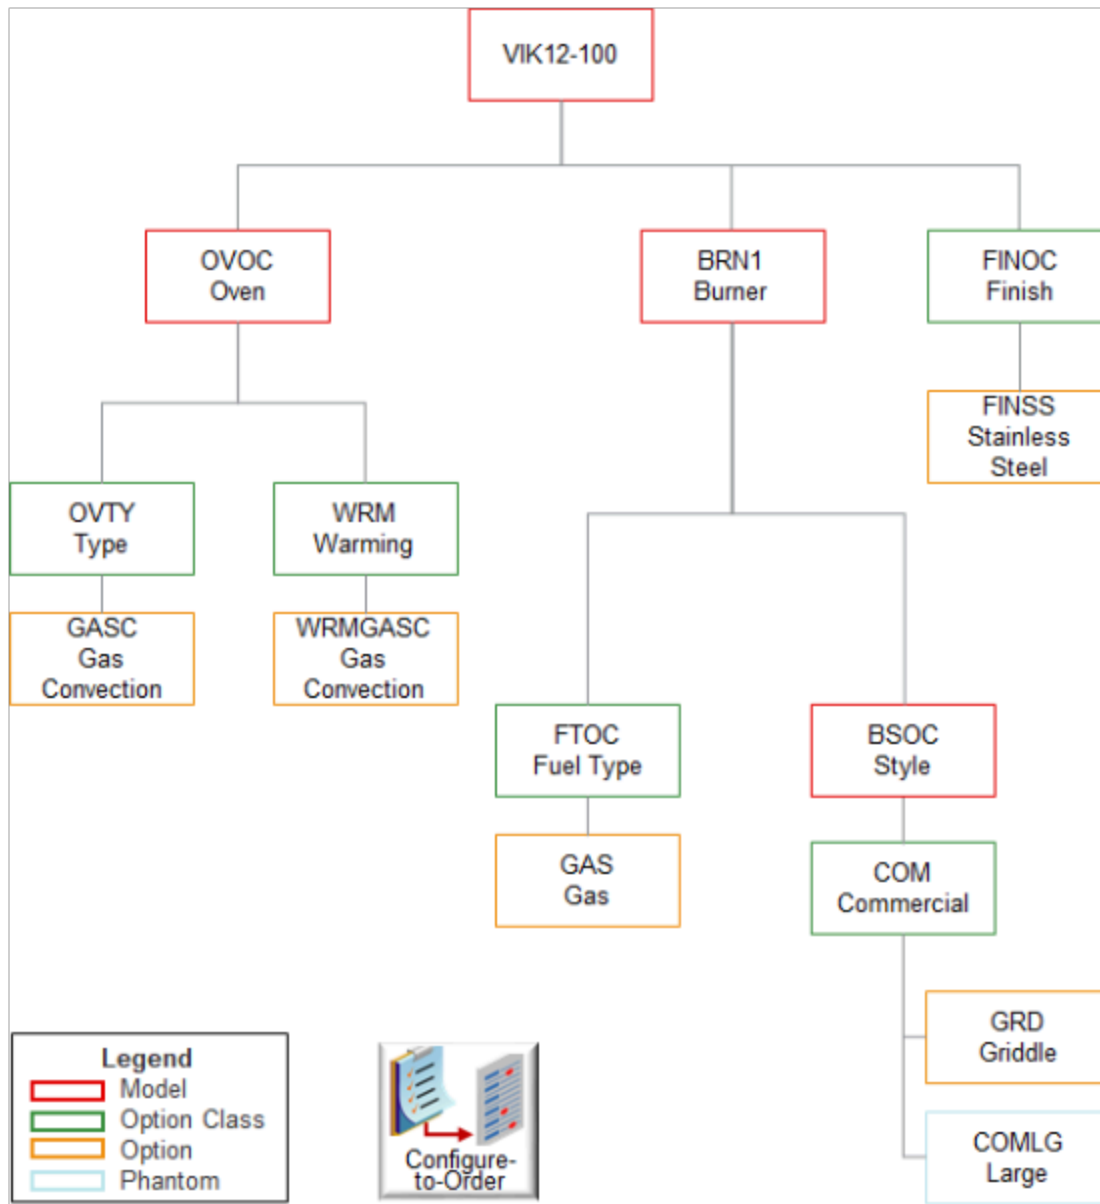 VIK12-100
OVOC
Oven
BRN1
Burner
FINOC
Finish
FINSS
Stainless
Steel
OVTY
Type
WRM
Warming
GASC
Gas
Convection
WRMGASC
Gas
Convection
FTOC
Fuel Type
BSOC
Style
GAS
Gas
COM
Commercial
GRD
Griddle
COMLG
Large
Legend
Model
Option Class
Option
Phantom
Configure-
to-Order